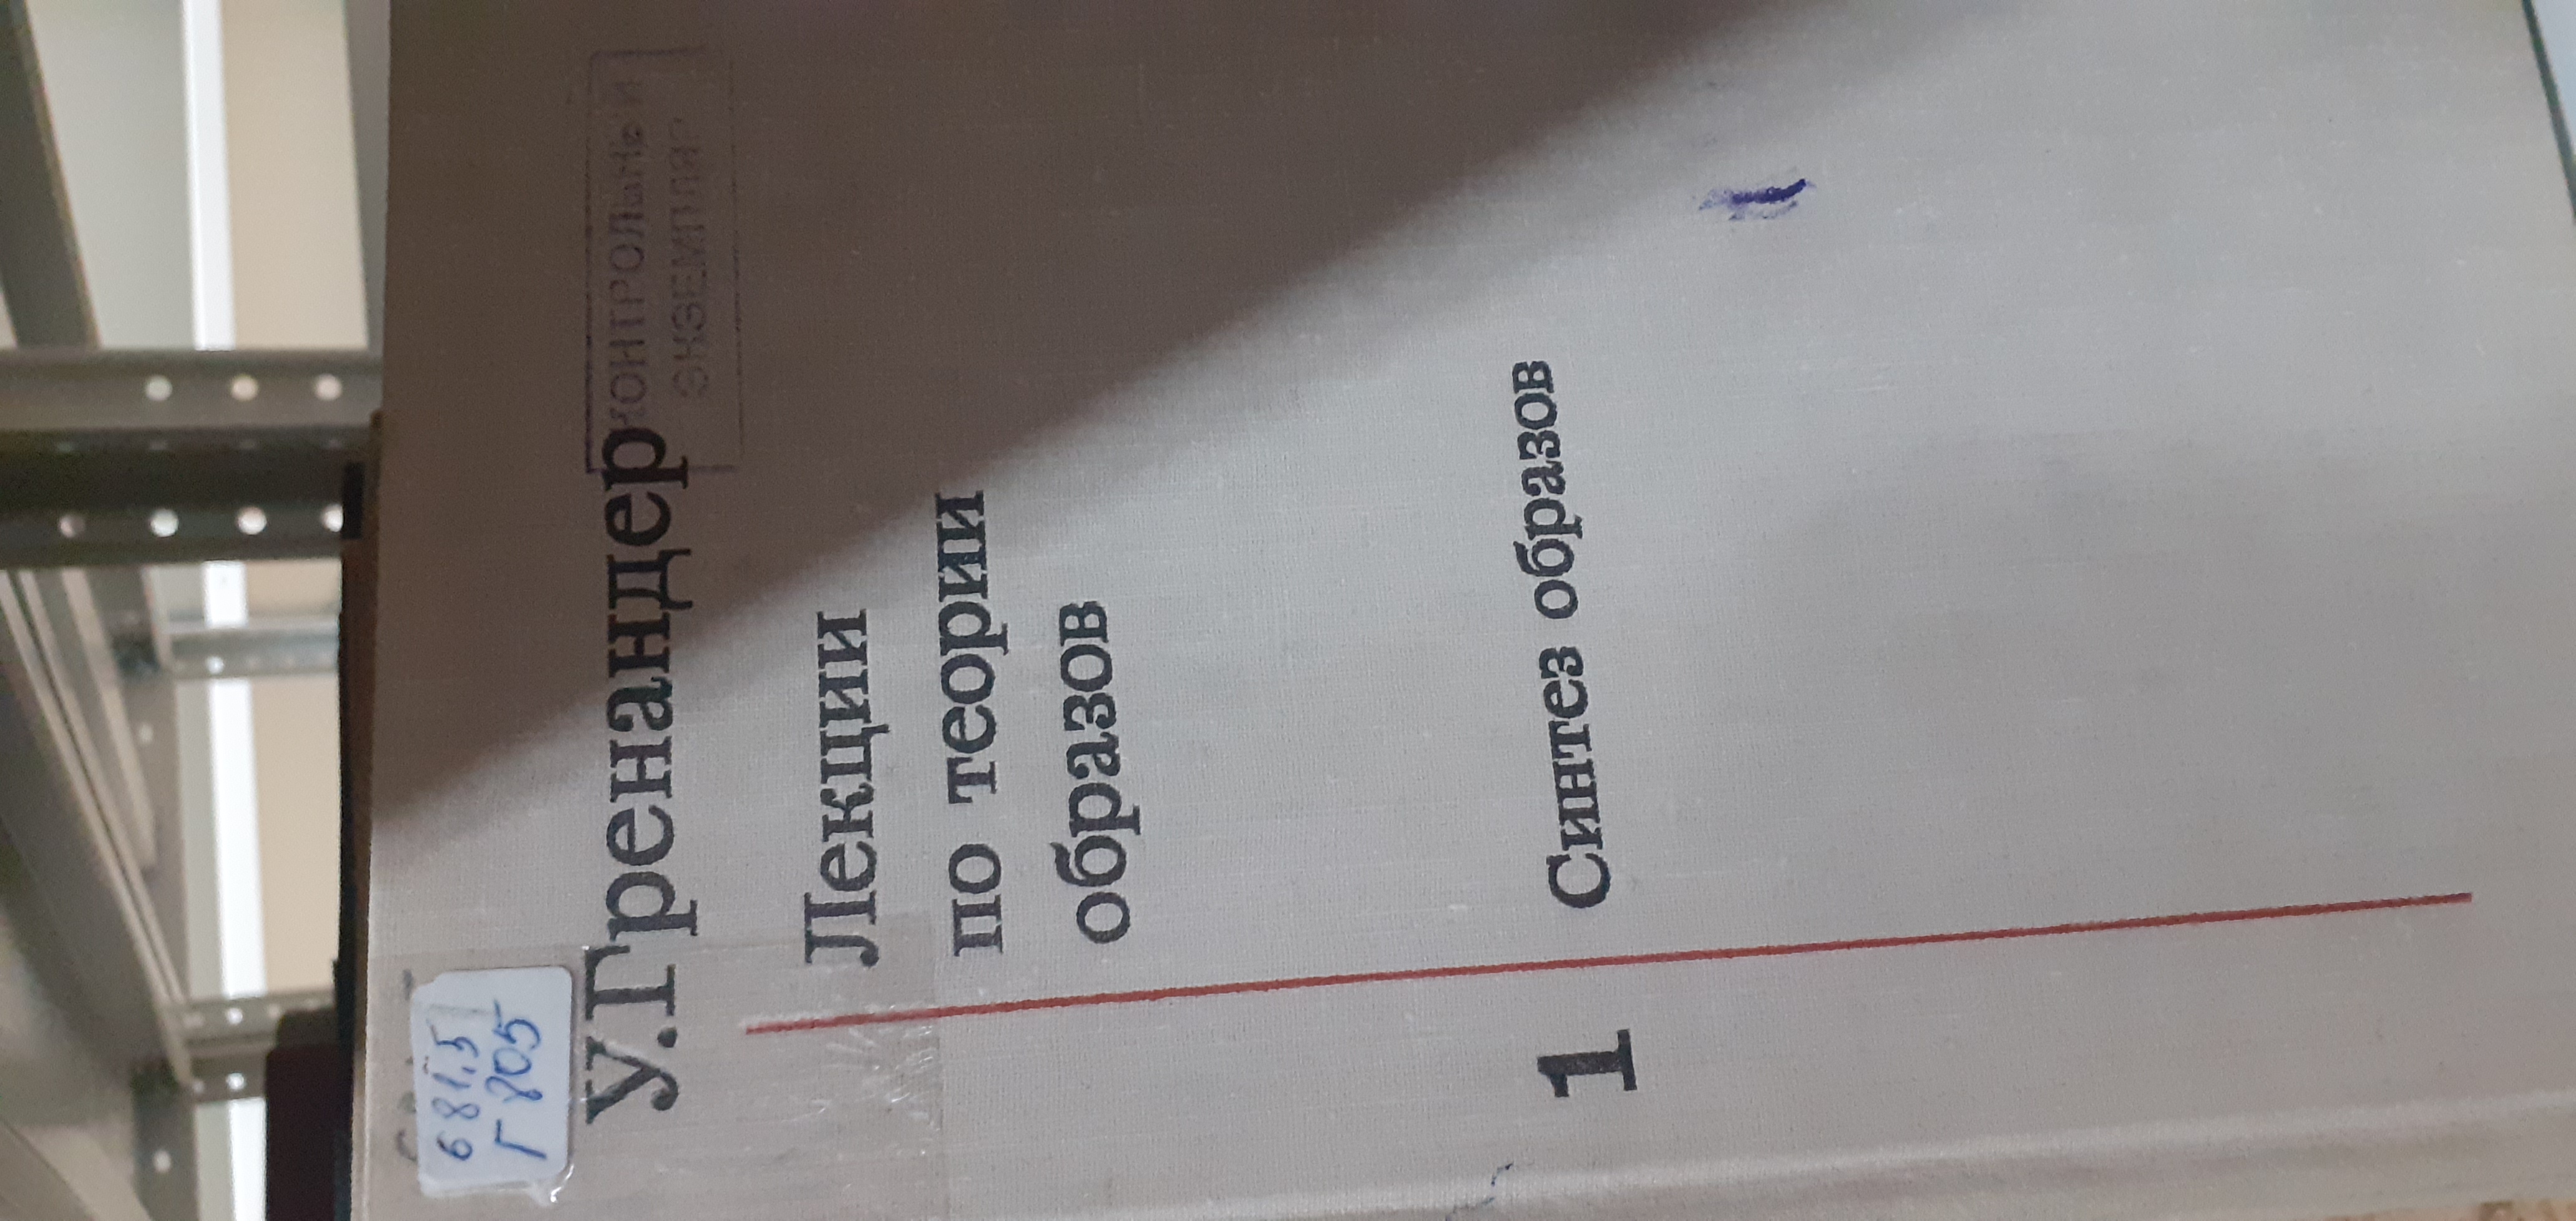 681.5
Г 805
У.Гренандер
КОНТРОЛЬНЫЙ
ЭКЗЕМПЛЯР
Лекции
по теории
образов
1 Синтез образов